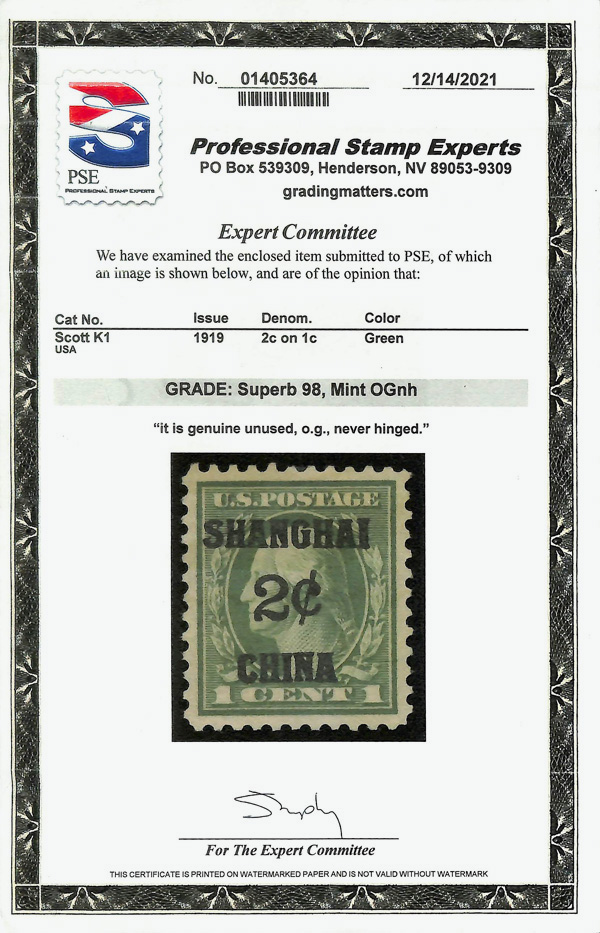 No. 01405364 12/14/2021
PSE
PROFESSIONAL STAMP EXPERTS
Professional Stamp Experts
PO Box 539309, Henderson, NV 89053-9309
gradingmatters.com
Expert Committee
We have examined the enclosed item submitted to PSE, of which
an image is shown below, and are of the opinion that:
Cat No. Issue Denom. Color
Scott K1 1919 2c on 1c Green
USA
GRADE: Superb 98, Mint OGnh
“it is genuine unused, o.g., never hinged.”
U.S. POSTAGE
SHANGHAI
2¢
CHINA
1 CENT 1
For The Expert Committee
THIS CERTIFICATE IS PRINTED ON WATERMARKED PAPER AND IS NOT VALID WITHOUT WATERMARK